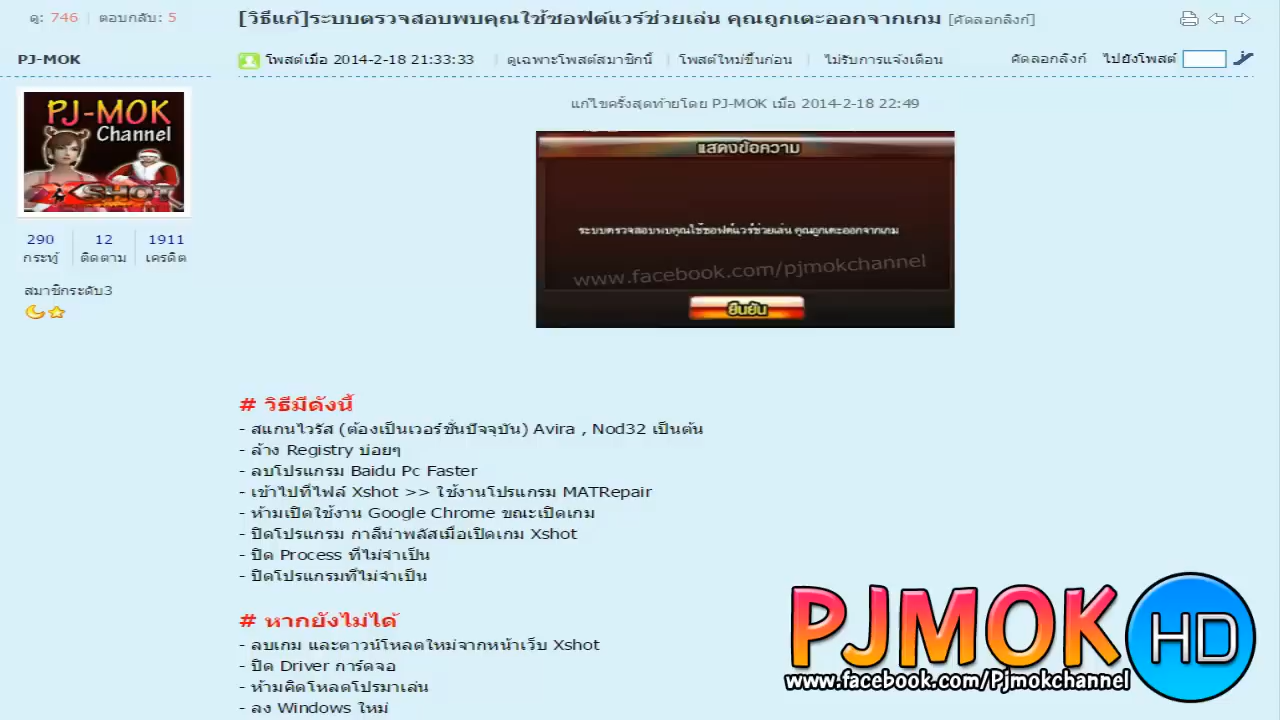 ดู: 746 ตอบกลับ: 5
[วิธีแก้]ระบบตรวจสอบพบคุณใช้ซอฟต์แวร์ช่วยเล่น คุณถูกเตะออกจากเกม [คัดลอกลิงก์]
PJ-MOK
โพสต์เมื่อ 2014-2-18 21:33:33 ดูเฉพาะโพสต์สมาชิกนี้ โพสต์ใหม่ขึ้นก่อน ไม่รับการแจ้งเตือน คัดลอกลิงก์ ไปยังโพสต์
แก้ไขครั้งสุดท้ายโดย PJ-MOK เมื่อ 2014-2-18 22:49
PJ-MOK
Channel
XSHOT
290 12 1911
กระทู้ ติดตาม เครดิต
สมาชิกระดับ3
แสดงข้อความ
ระบบตรวจสอบพบคุณใช้ซอฟต์แวร์ช่วยเล่น คุณถูกเตะออกจากเกม
www.facebook.com/pjmokchannel
ยืนยัน
# วิธีมีดังนี้
- สแกนไวรัส (ต้องเป็นเวอร์ชั่นปัจจุบัน) Avira , Nod32 เป็นต้น
- ล้าง Registry บ่อยๆ
- ลบโปรแกรม Baidu Pc Faster
- เข้าไปที่ไฟล์ Xshot >> ใช้งานโปรแกรม MATRepair
- ห้ามเปิดใช้งาน Google Chrome ขณะเปิดเกม
- ปิดโปรแกรม กาลีน่าพลัสเมื่อเปิดเกม Xshot
- ปิด Process ที่ไม่จำเป็น
- ปิดโปรแกรมที่ไม่จำเป็น
# หากยังไม่ได้
- ลบเกม และดาวน์โหลดใหม่จากหน้าเว็บ Xshot
- ปิด Driver การ์ดจอ
- ห้ามคิดโหลดโปรมาเล่น
- ลง Windows ใหม่
PJMOK HD
www.facebook.com/Pjmokchannel